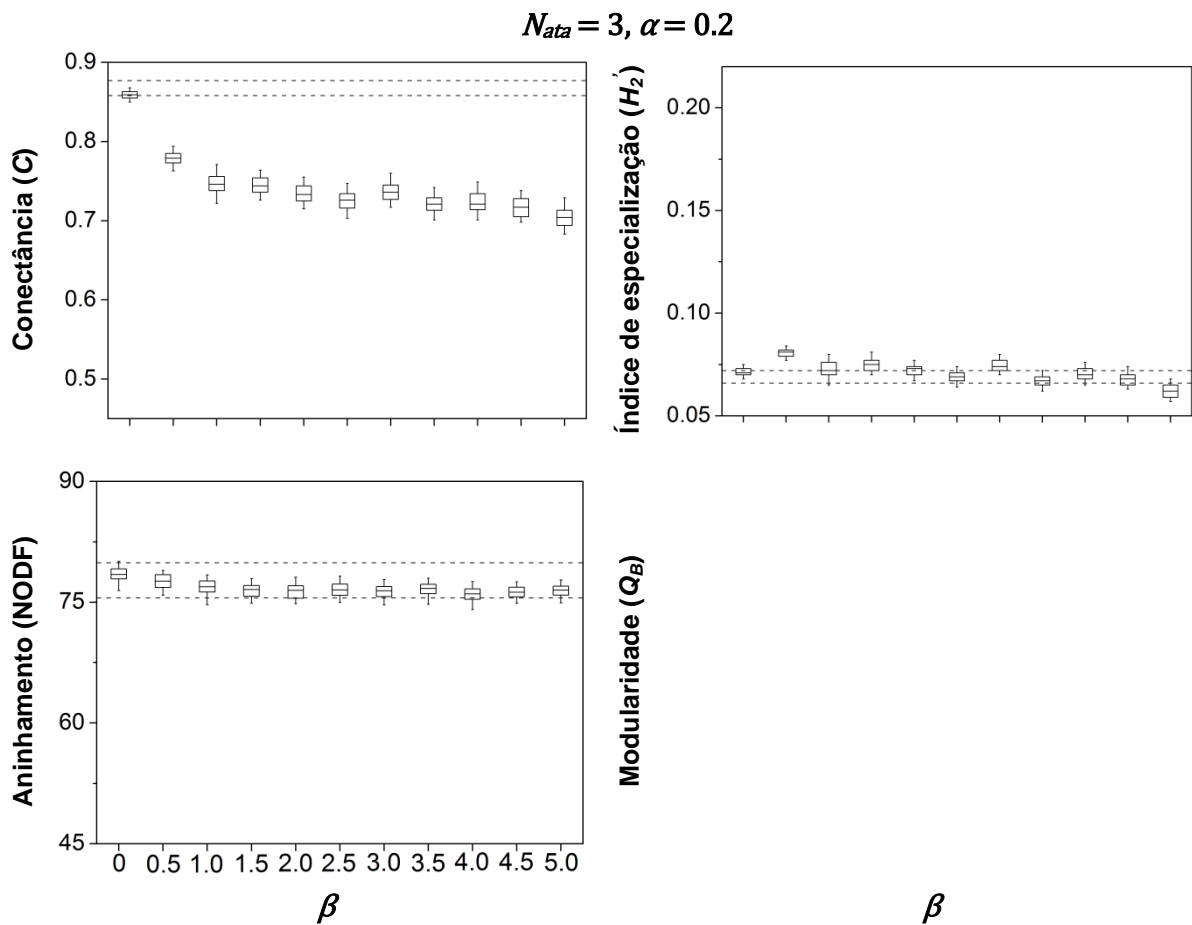 N_ata = 3, α = 0.2
Conectância (C)
0.9
0.8
0.7
0.6
0.5
Índice de especialização (H₂')
0.20
0.15
0.10
0.05
Aninhamento (NODF)
90
75
60
45
0 0.5 1.0 1.5 2.0 2.5 3.0 3.5 4.0 4.5 5.0
β
Modularidade (Q_B)
β